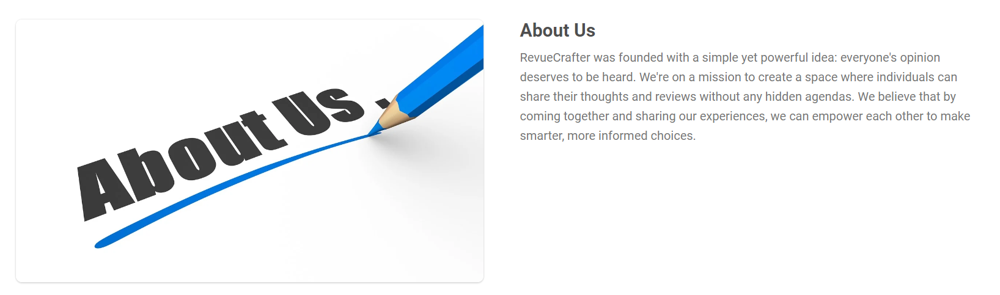 About Us .
About Us
RevueCrafter was founded with a simple yet powerful idea: everyone's opinion
deserves to be heard. We're on a mission to create a space where individuals can
share their thoughts and reviews without any hidden agendas. We believe that by
coming together and sharing our experiences, we can empower each other to make
smarter, more informed choices.